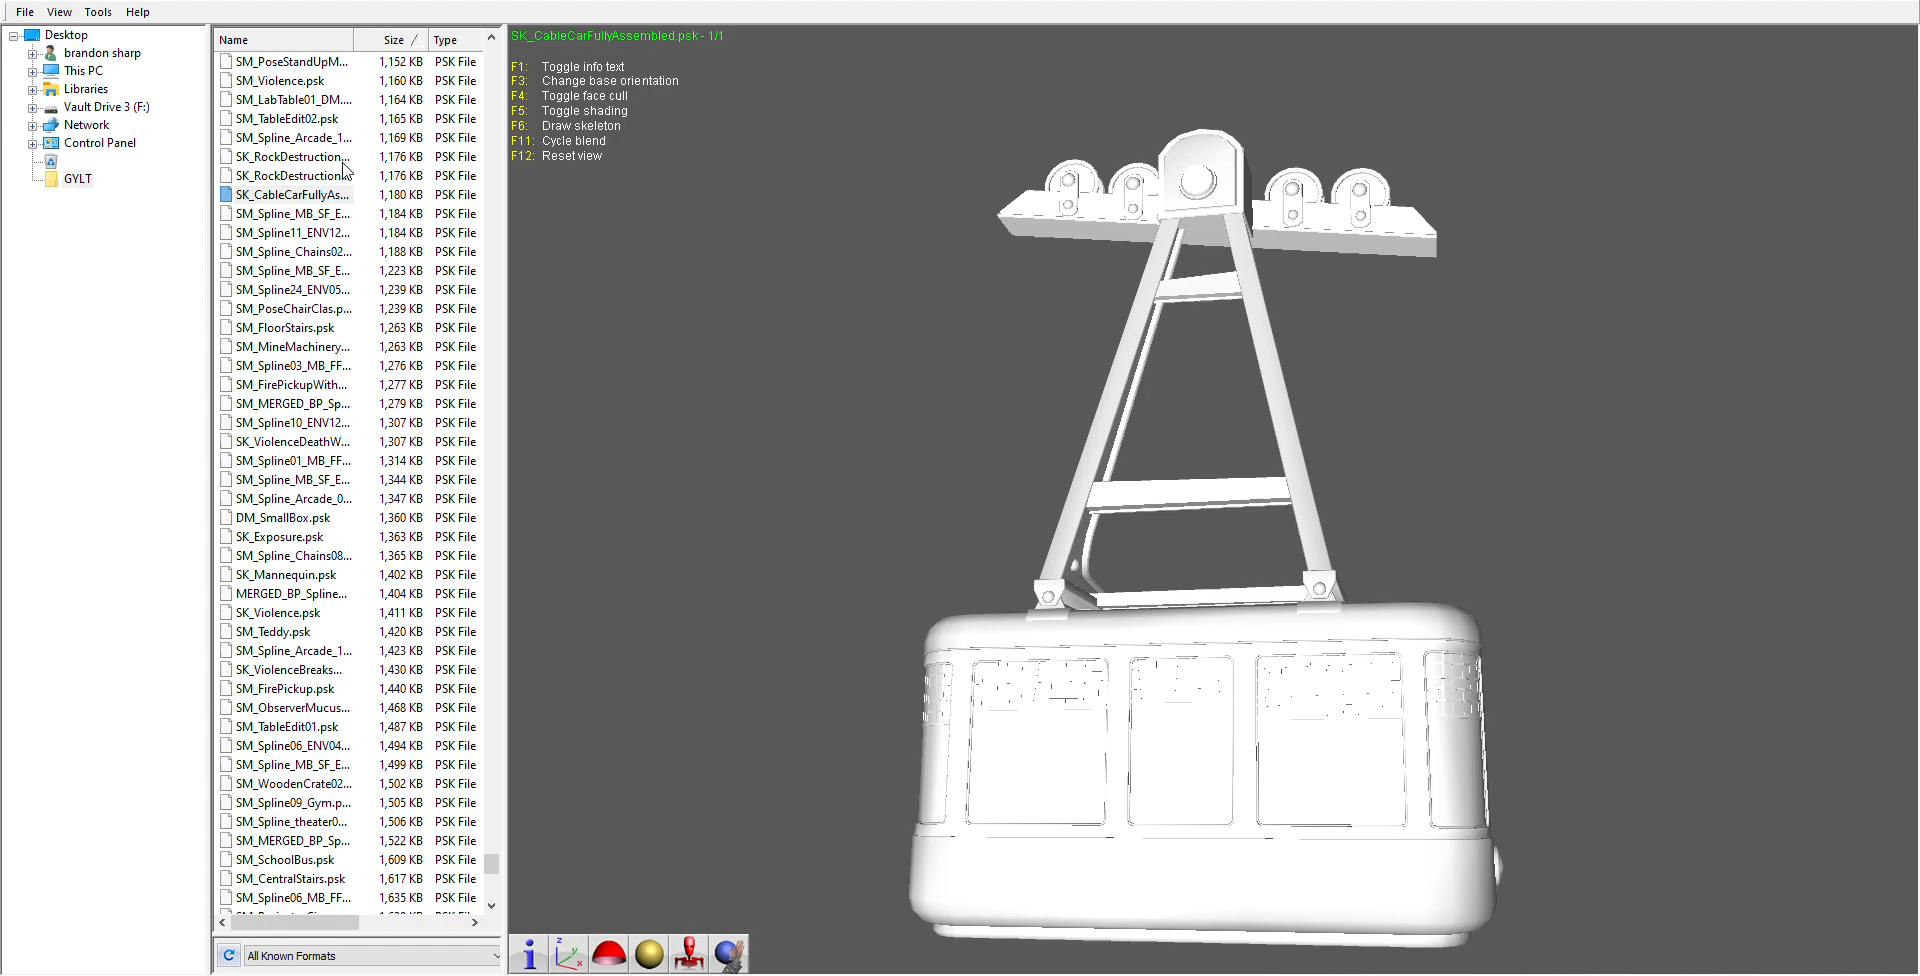 File View Tools Help
Desktop
brandon sharp
This PC
Libraries
Vault Drive 3 (F:)
Network
Control Panel
GYLT
Name Size Type
SM_PoseStandUpM... 1,152 KB PSK File
SM_Violence.psk 1,160 KB PSK File
SM_LabTable01_DM.... 1,164 KB PSK File
SM_TableEdit02.psk 1,165 KB PSK File
SM_Spline_Arcade_1... 1,169 KB PSK File
SK_RockDestruction... 1,176 KB PSK File
SK_RockDestruction... 1,176 KB PSK File
SK_CableCarFullyAs... 1,180 KB PSK File
SM_Spline_MB_SF_E... 1,184 KB PSK File
SM_Spline11_ENV12... 1,184 KB PSK File
SM_Spline_Chains02... 1,188 KB PSK File
SM_Spline_MB_SF_E... 1,223 KB PSK File
SM_Spline24_ENV05... 1,239 KB PSK File
SM_PoseChairClas.p... 1,239 KB PSK File
SM_FloorStairs.psk 1,263 KB PSK File
SM_MineMachinery... 1,263 KB PSK File
SM_Spline03_MB_FF... 1,276 KB PSK File
SM_FirePickupWith... 1,277 KB PSK File
SM_MERGED_BP_Sp... 1,279 KB PSK File
SM_Spline10_ENV12... 1,307 KB PSK File
SK_ViolenceDeathW... 1,307 KB PSK File
SM_Spline01_MB_FF... 1,314 KB PSK File
SM_Spline_MB_SF_E... 1,344 KB PSK File
SM_Spline_Arcade_0... 1,347 KB PSK File
DM_SmallBox.psk 1,360 KB PSK File
SK_Exposure.psk 1,363 KB PSK File
SM_Spline_Chains08... 1,365 KB PSK File
SK_Mannequin.psk 1,402 KB PSK File
MERGED_BP_Spline... 1,404 KB PSK File
SK_Violence.psk 1,411 KB PSK File
SM_Teddy.psk 1,420 KB PSK File
SM_Spline_Arcade_1... 1,423 KB PSK File
SK_ViolenceBreaks... 1,430 KB PSK File
SM_FirePickup.psk 1,440 KB PSK File
SM_ObserverMucus... 1,468 KB PSK File
SM_TableEdit01.psk 1,487 KB PSK File
SM_Spline06_ENV04... 1,494 KB PSK File
SM_Spline_MB_SF_E... 1,499 KB PSK File
SM_WoodenCrate02... 1,502 KB PSK File
SM_Spline09_Gym.p... 1,505 KB PSK File
SM_Spline_theater0... 1,506 KB PSK File
SM_MERGED_BP_Sp... 1,522 KB PSK File
SM_SchoolBus.psk 1,609 KB PSK File
SM_CentralStairs.psk 1,617 KB PSK File
SM_Spline06_MB_FF... 1,635 KB PSK File
All Known Formats
SK_CableCarFullyAssembled.psk - 1/1
F1: Toggle info text
F3: Change base orientation
F4: Toggle face cull
F5: Toggle shading
F6: Draw skeleton
F11: Cycle blend
F12: Reset view
z
y
x